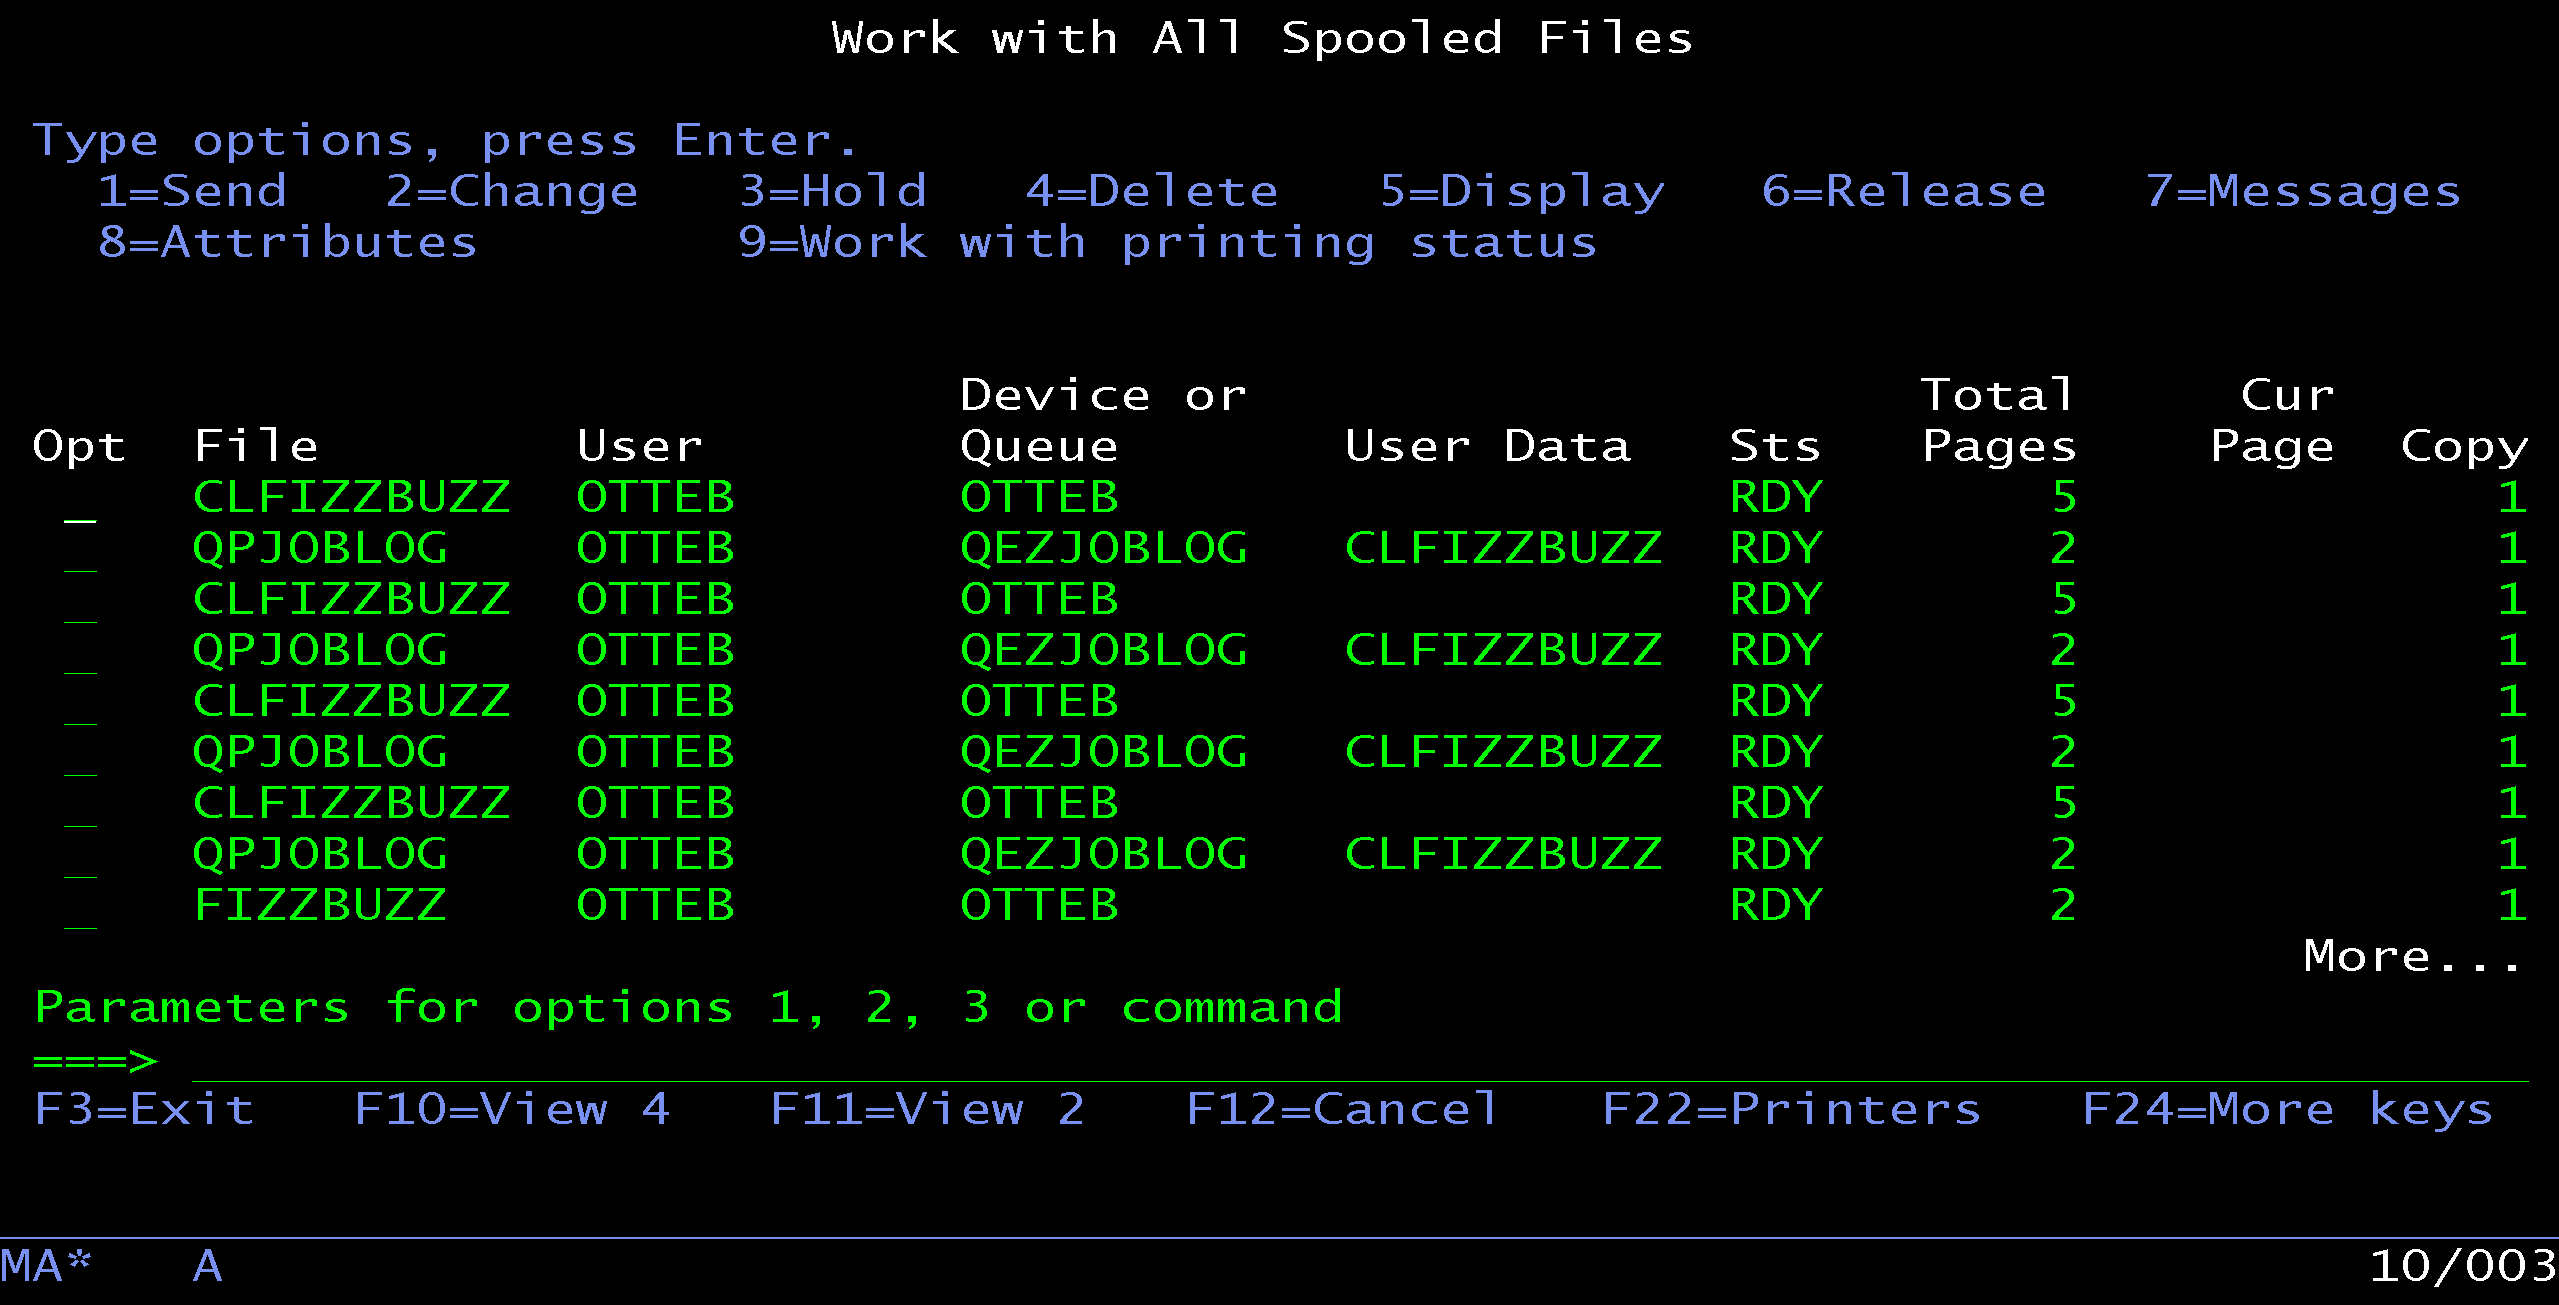 Work with All Spooled Files
Type options, press Enter.
1=Send   2=Change   3=Hold   4=Delete   5=Display   6=Release   7=Messages
8=Attributes        9=Work with printing status
Device or                     Total     Cur
Opt  File        User        Queue       User Data   Sts   Pages    Page  Copy
_   CLFIZZBUZZ  OTTEB       OTTEB                   RDY       5             1
_   QPJOBLOG    OTTEB       QEZJOBLOG   CLFIZZBUZZ  RDY       2             1
_   CLFIZZBUZZ  OTTEB       OTTEB                   RDY       5             1
_   QPJOBLOG    OTTEB       QEZJOBLOG   CLFIZZBUZZ  RDY       2             1
_   CLFIZZBUZZ  OTTEB       OTTEB                   RDY       5             1
_   QPJOBLOG    OTTEB       QEZJOBLOG   CLFIZZBUZZ  RDY       2             1
_   CLFIZZBUZZ  OTTEB       OTTEB                   RDY       5             1
_   QPJOBLOG    OTTEB       QEZJOBLOG   CLFIZZBUZZ  RDY       2             1
_   FIZZBUZZ    OTTEB       OTTEB                   RDY       2             1
More...
Parameters for options 1, 2, 3 or command
===>
F3=Exit   F10=View 4   F11=View 2   F12=Cancel   F22=Printers   F24=More keys
MA*   A   10/003